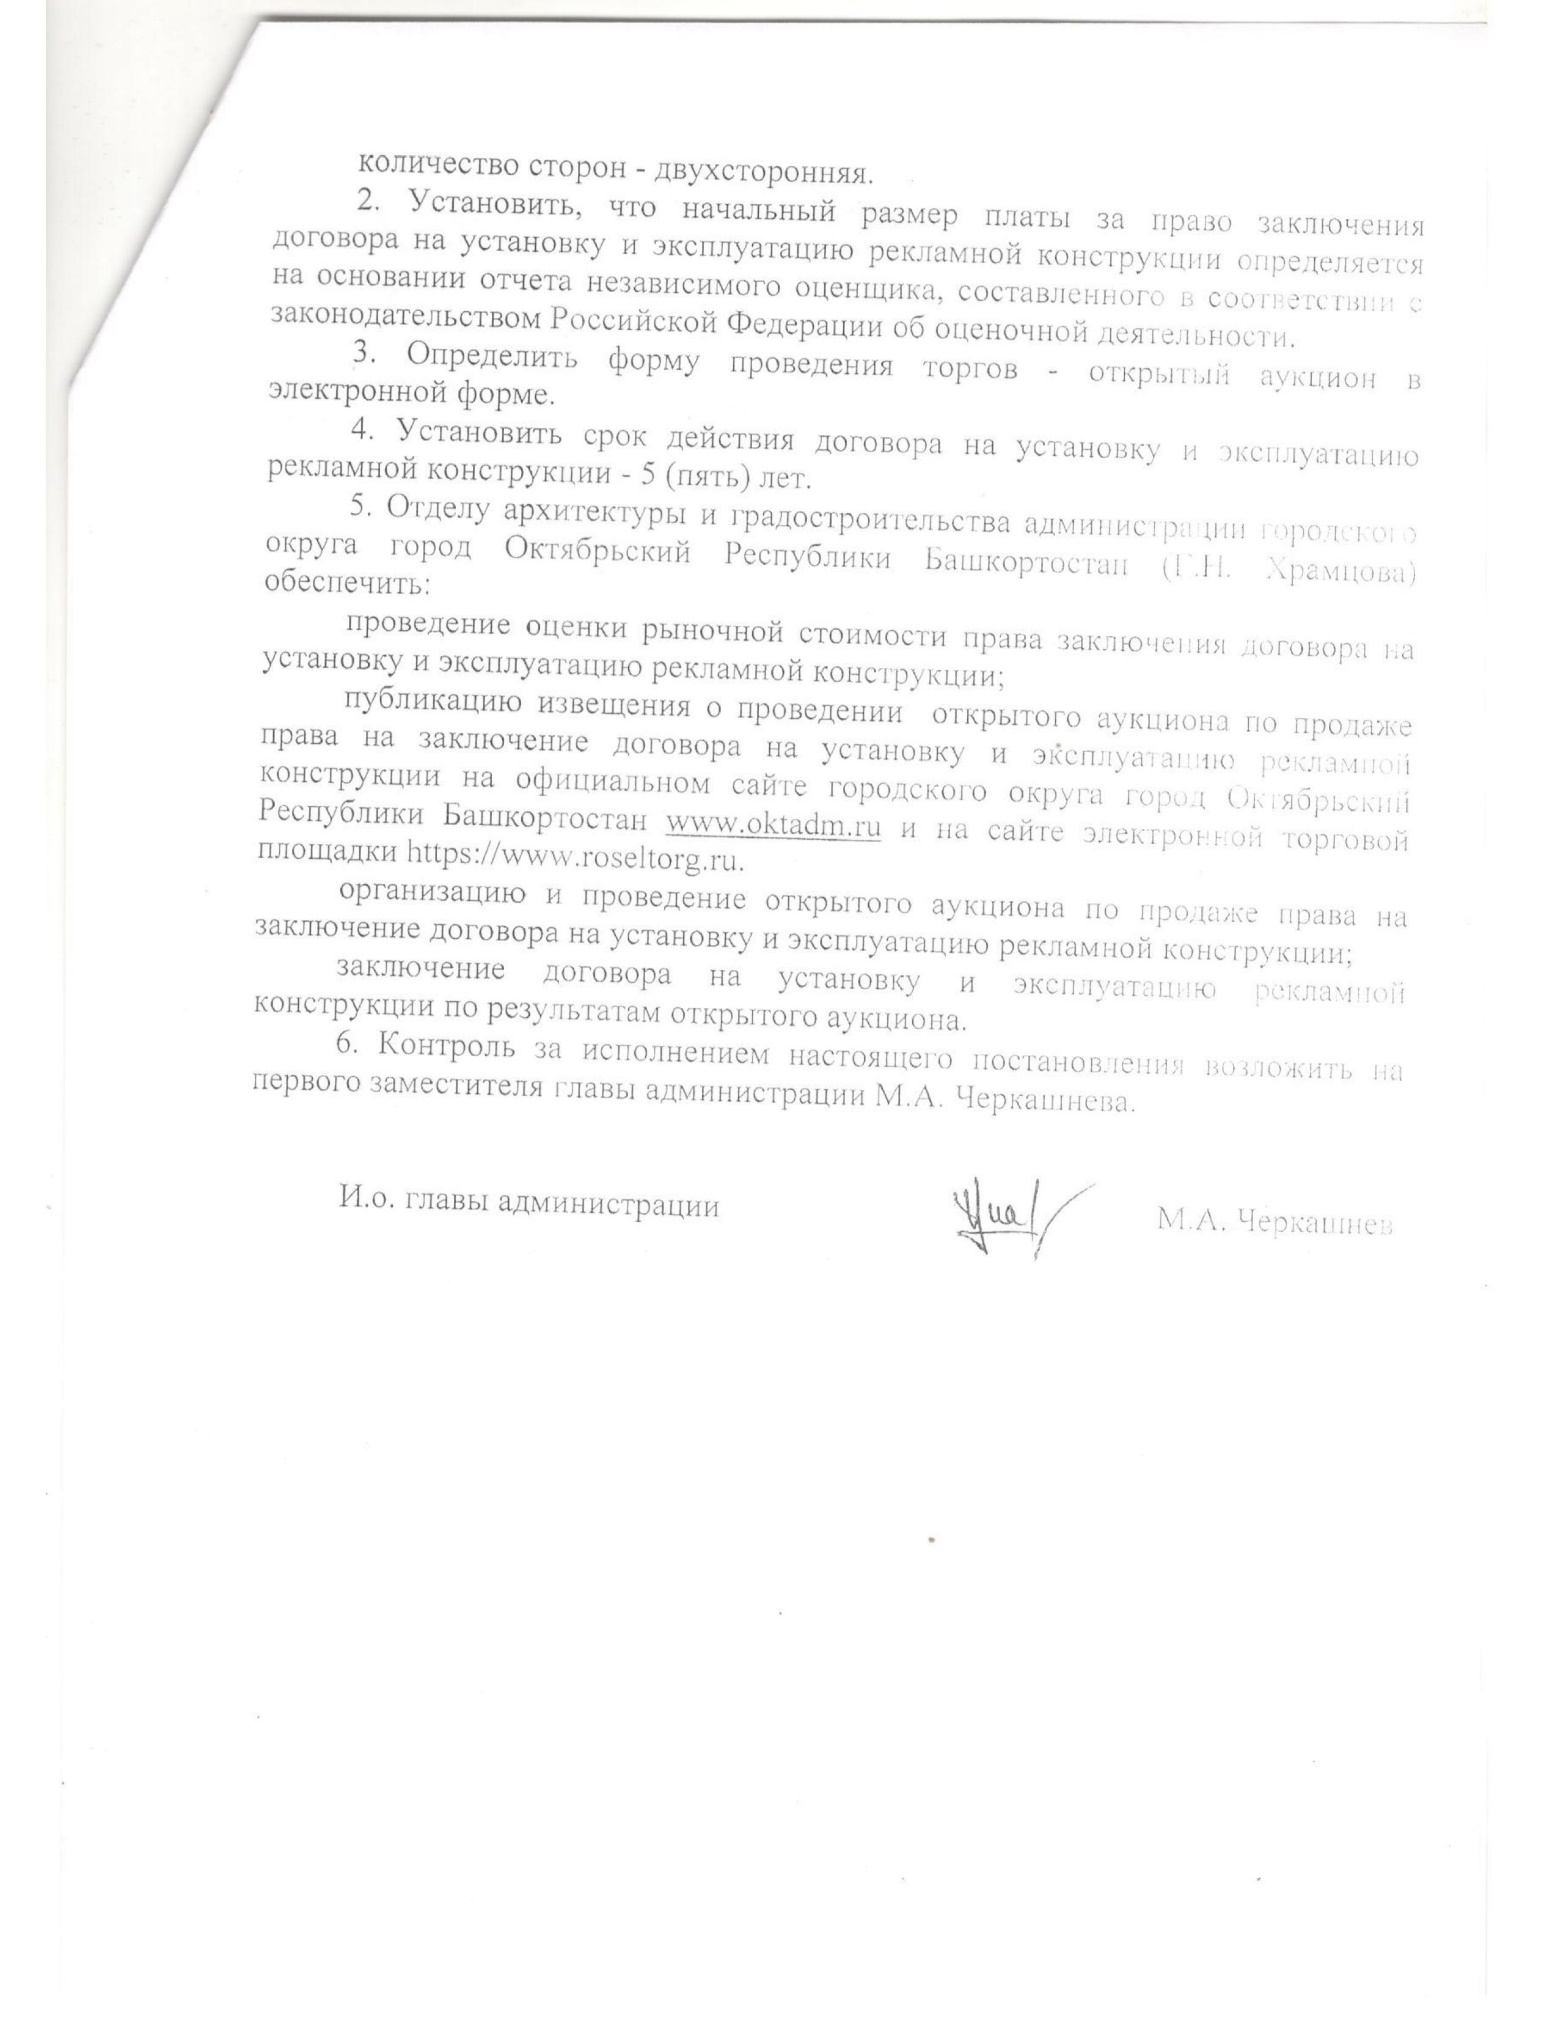 количество сторон - двухсторонняя.
2. Установить, что начальный размер платы за право заключения
договора на установку и эксплуатацию рекламной конструкции определяется
на основании отчета независимого оценщика, составленного в соответствии с
законодательством Российской Федерации об оценочной деятельности.
3. Определить форму проведения торгов - открытый аукцион в
электронной форме.
4. Установить срок действия договора на установку и эксплуатацию
рекламной конструкции - 5 (пять) лет.
5. Отделу архитектуры и градостроительства администрации городского
округа город Октябрьский Республики Башкортостан (Г.Н. Храмцова)
обеспечить:
проведение оценки рыночной стоимости права заключения договора на
установку и эксплуатацию рекламной конструкции;
публикацию извещения о проведении открытого аукциона по продаже
права на заключение договора на установку и эксплуатацию рекламной
конструкции на официальном сайте городского округа город Октябрьский
Республики Башкортостан www.oktadm.ru и на сайте электронной торговой
площадки https://www.roseltorg.ru.
организацию и проведение открытого аукциона по продаже права на
заключение договора на установку и эксплуатацию рекламной конструкции;
заключение договора на установку и эксплуатацию рекламной
конструкции по результатам открытого аукциона.
6. Контроль за исполнением настоящего постановления возложить на
первого заместителя главы администрации М.А. Черкашнева.
И.о. главы администрации М.А. Черкашнев